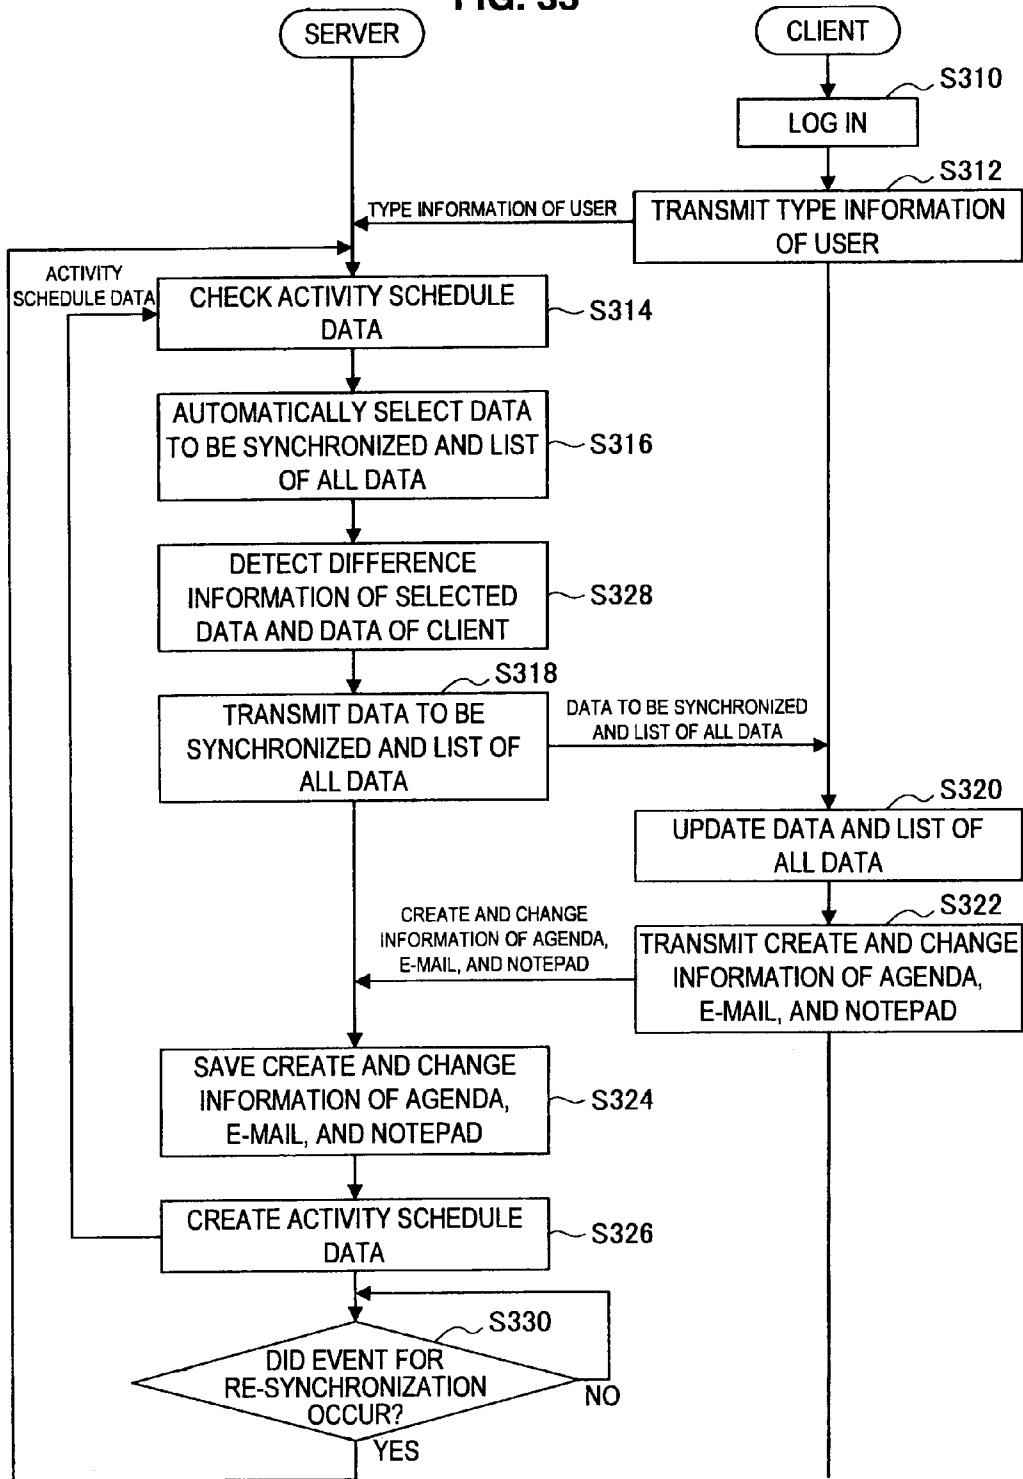 FIG. 33
SERVER
CLIENT
S310
LOG IN
S312
TRANSMIT TYPE INFORMATION
OF USER
TYPE INFORMATION OF USER
ACTIVITY
SCHEDULE DATA
CHECK ACTIVITY SCHEDULE
DATA
S314
AUTOMATICALLY SELECT DATA
TO BE SYNCHRONIZED AND LIST
OF ALL DATA
S316
DETECT DIFFERENCE
INFORMATION OF SELECTED
DATA AND DATA OF CLIENT
S328
S318
TRANSMIT DATA TO BE
SYNCHRONIZED AND LIST OF
ALL DATA
DATA TO BE SYNCHRONIZED
AND LIST OF ALL DATA
S320
UPDATE DATA AND LIST OF
ALL DATA
S322
TRANSMIT CREATE AND CHANGE
INFORMATION OF AGENDA,
E-MAIL, AND NOTEPAD
CREATE AND CHANGE
INFORMATION OF AGENDA,
E-MAIL, AND NOTEPAD
SAVE CREATE AND CHANGE
INFORMATION OF AGENDA,
E-MAIL, AND NOTEPAD
S324
CREATE ACTIVITY SCHEDULE
DATA
S326
S330
DID EVENT FOR
RE-SYNCHRONIZATION
OCCUR?
NO
YES